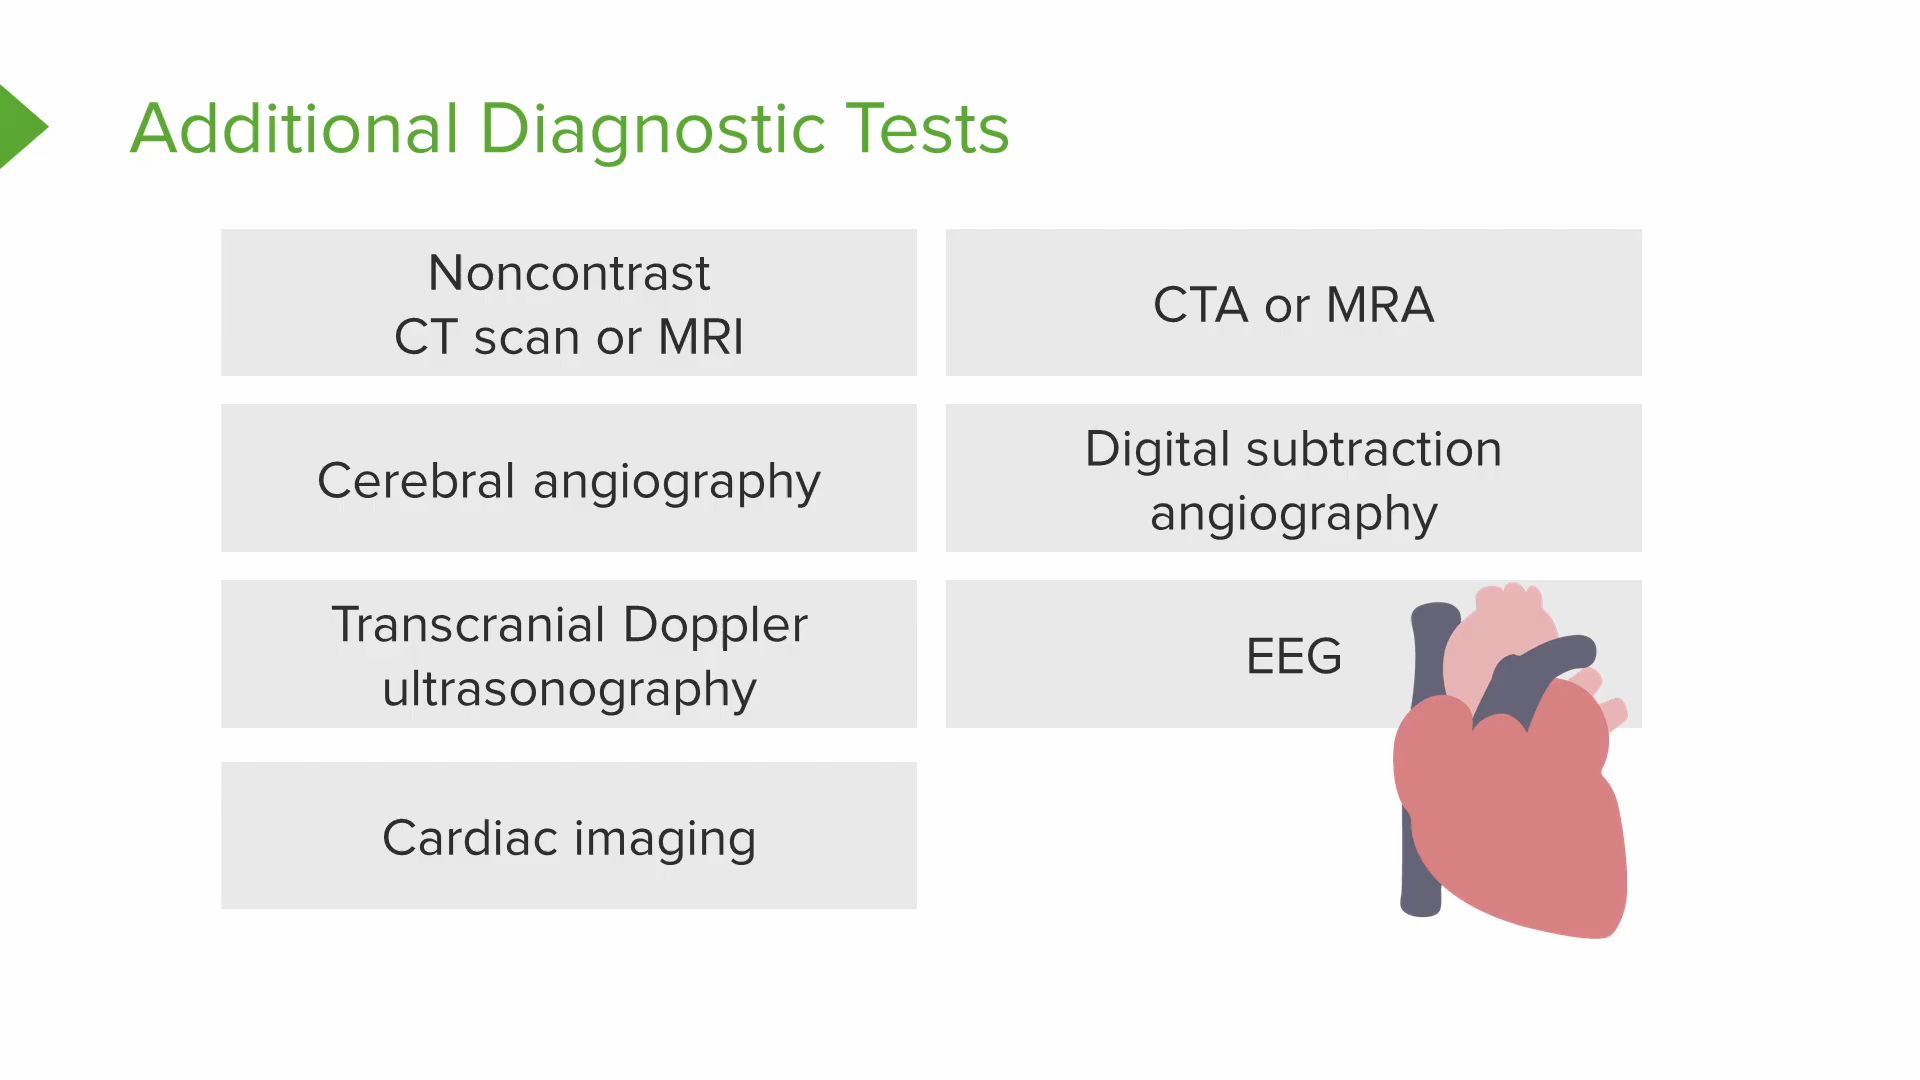 Additional Diagnostic Tests
Noncontrast
CT scan or MRI
CTA or MRA
Cerebral angiography
Digital subtraction
angiography
Transcranial Doppler
ultrasonography
EEG
Cardiac imaging